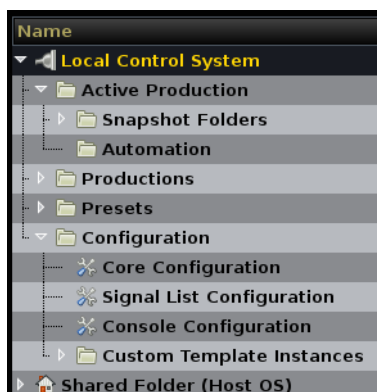 Name
Local Control System
Active Production
Snapshot Folders
Automation
Productions
Presets
Configuration
Core Configuration
Signal List Configuration
Console Configuration
Custom Template Instances
Shared Folder (Host OS)